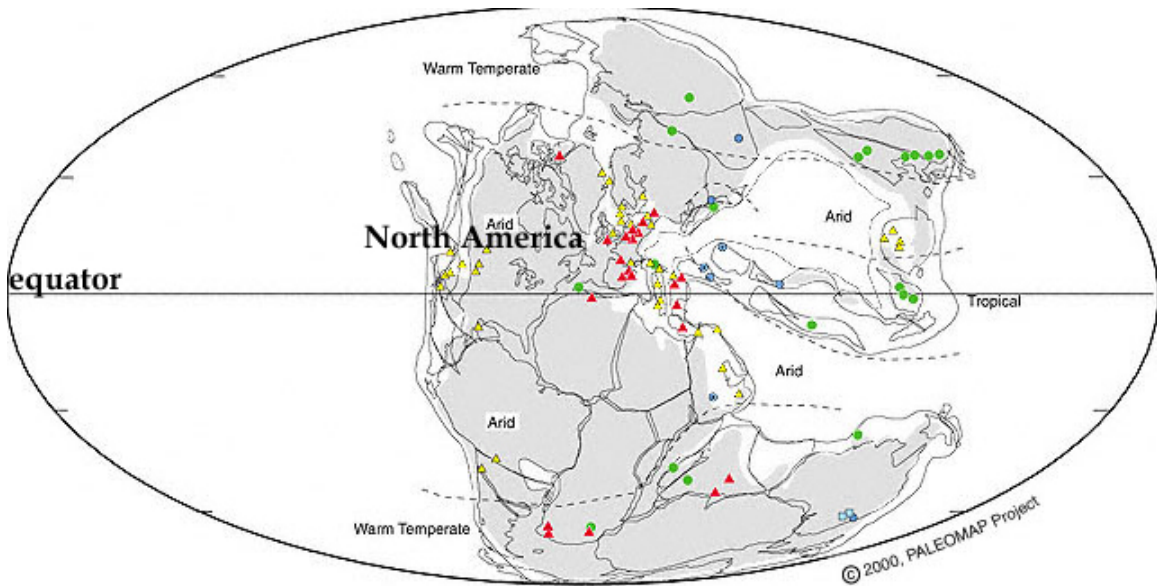 Warm Temperate
Arid
Arid
North America
equator
Tropical
Arid
Arid
Warm Temperate
© 2000, PALEOMAP Project